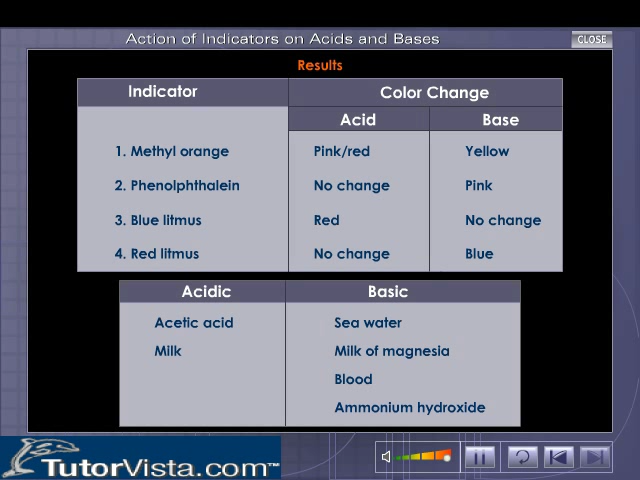 Action of Indicators on Acids and Bases
CLOSE
Results
Indicator Color Change
Acid Base
1. Methyl orange Pink/red Yellow
2. Phenolphthalein No change Pink
3. Blue litmus Red No change
4. Red litmus No change Blue
Acidic Basic
Acetic acid Sea water
Milk Milk of magnesia
Blood
Ammonium hydroxide
TutorVista.com™